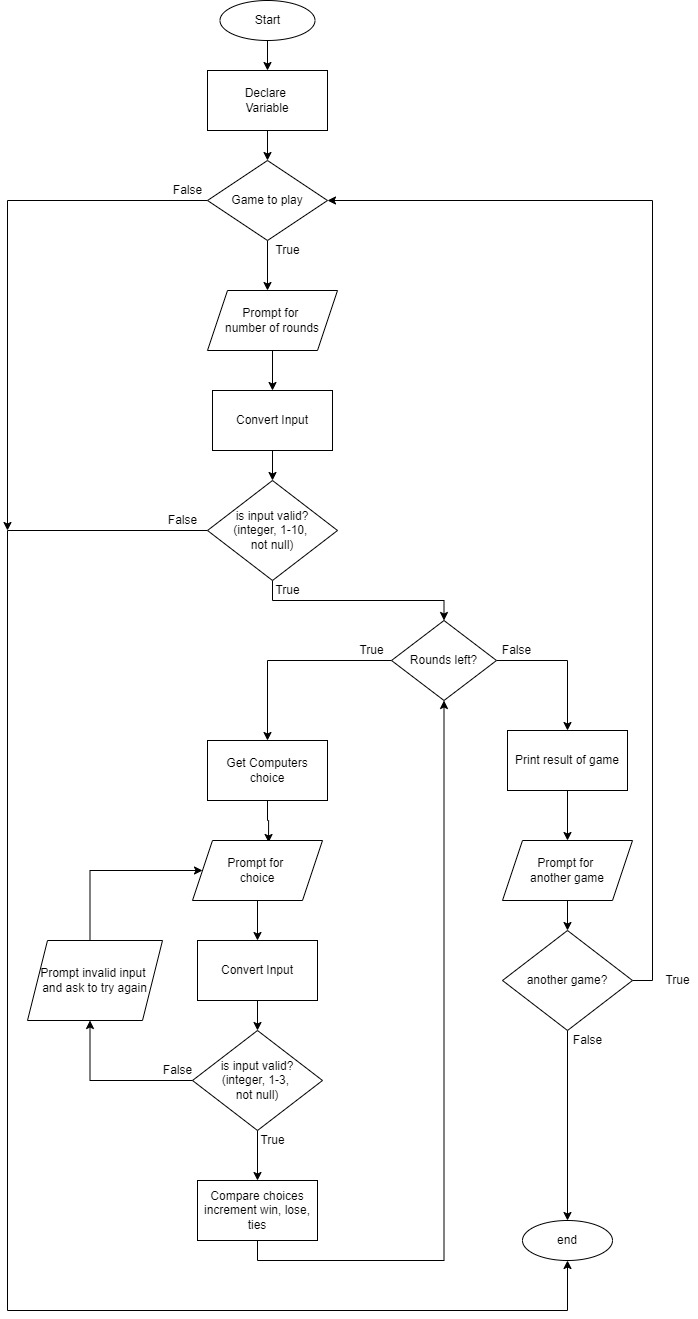 Start
Declare
Variable
False
Game to play
True
Prompt for
number of rounds
Convert Input
False
is input valid?
(integer, 1-10,
not null)
True
True
Rounds left?
False
Get Computers
choice
Print result of game
Prompt for
choice
Prompt for
another game
Prompt invalid input
and ask to try again
Convert Input
another game?
True
False
False
is input valid?
(integer, 1-3,
not null)
True
Compare choices
increment win, lose,
ties
end